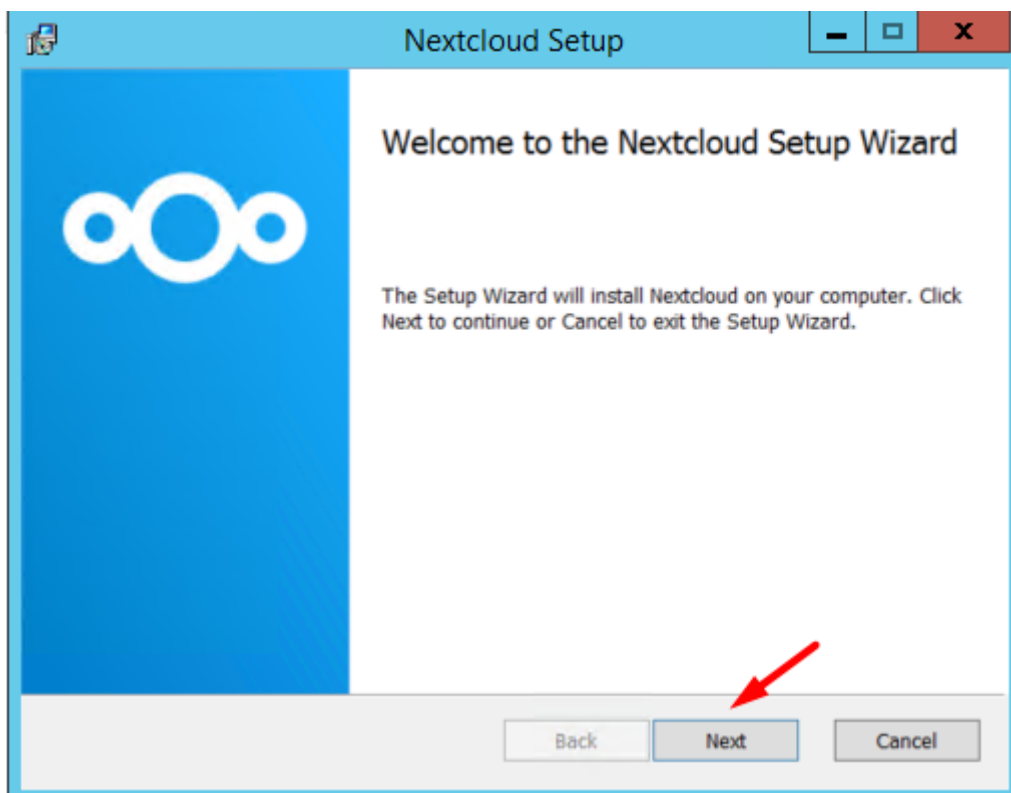 Nextcloud Setup
Welcome to the Nextcloud Setup Wizard
The Setup Wizard will install Nextcloud on your computer. Click
Next to continue or Cancel to exit the Setup Wizard.
Back
Next
Cancel